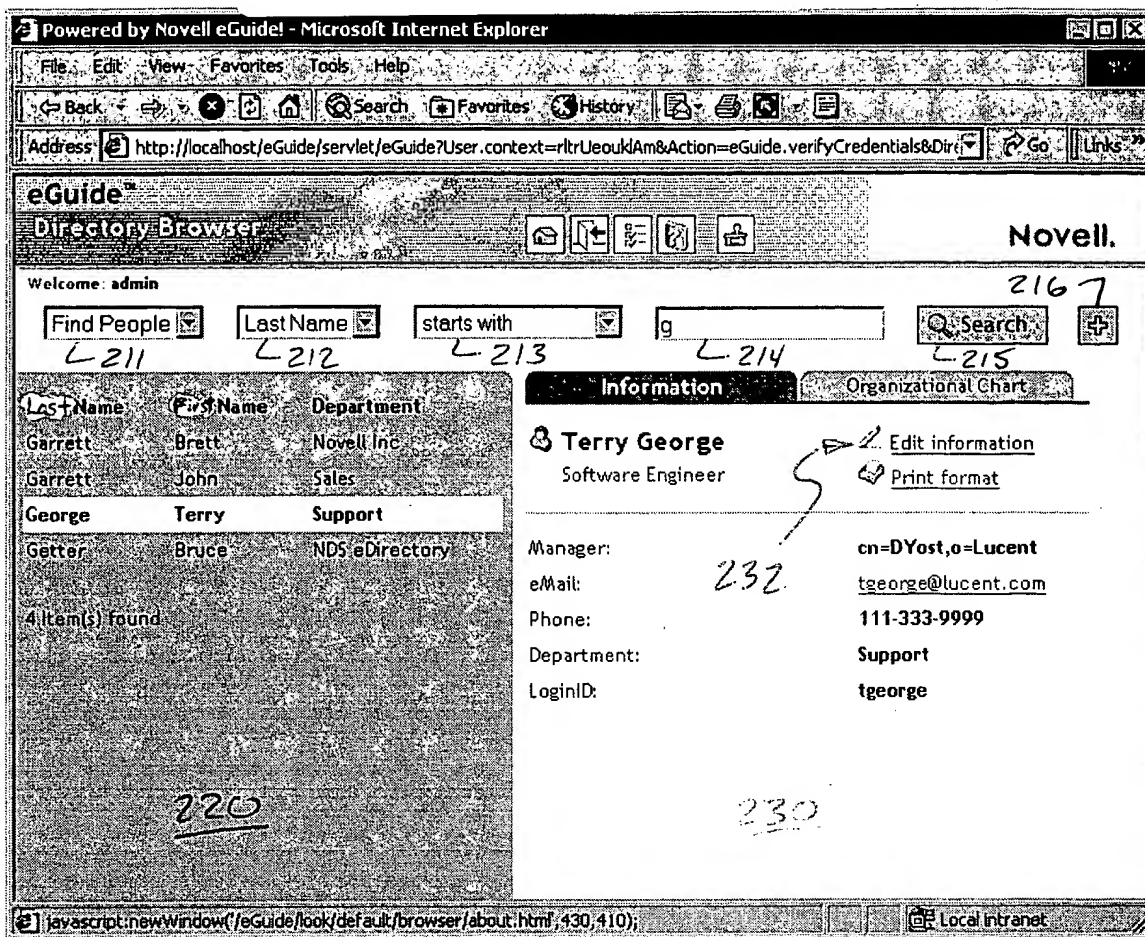 Powered by Novell eGuide! - Microsoft Internet Explorer
File Edit View Favorites Tools Help
Back Search Favorites History
Address http://localhost/eGuide/servlet/eGuide?User.context=rltrUeouklAm&Action=eGuide.verifyCredentials&Dire Go Links »
eGuide™
Directory Browser
Novell.
Welcome: admin
216
Find People Last Name starts with g Search
211 212 213 214 215
Information Organizational Chart
Last Name First Name Department
Garrett Brett Novell Inc
Garrett John Sales
George Terry Support
Getter Bruce NDS eDirectory
4 Item(s) found
Terry George
Software Engineer
Edit information
Print format
232
Manager: cn=DYost,o=Lucent
eMail: tgeorge@lucent.com
Phone: 111-333-9999
Department: Support
LoginID: tgeorge
220
230
javascript:newWindow('/eGuide/look/default/browser/about.html',430,410);
Local intranet